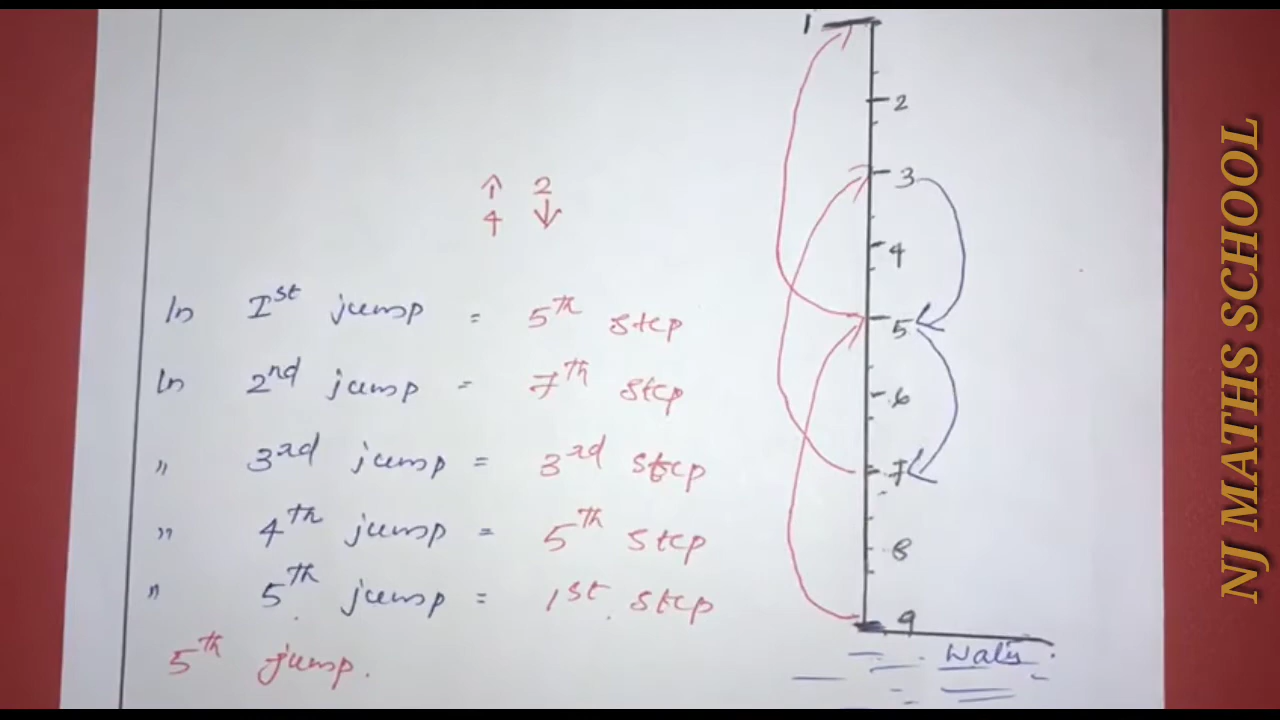 1
2
3
4
5
6
7
8
9
Water
↑ 2
4 ↓
In Ist jump = 5th step
In 2nd jump = 7th step
" 3rd jump = 3rd step
" 4th jump = 5th step
" 5th jump = 1st step
5th jump.
NJ MATHS SCHOOL